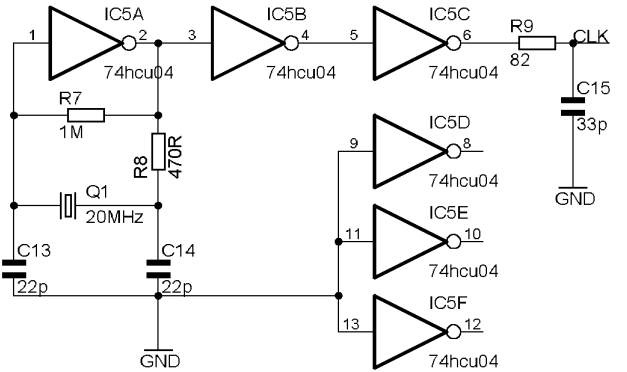 IC5A IC5B IC5C
1 2 3 4 5 6 R9 CLK
74hcu04 74hcu04 74hcu04 82
R7 C15
1M 33p
R8 470R
IC5D
9 8
74hcu04
Q1
20MHz
GND
IC5E
11 10
C13 C14
74hcu04
22p 22p
IC5F
13 12
GND 74hcu04